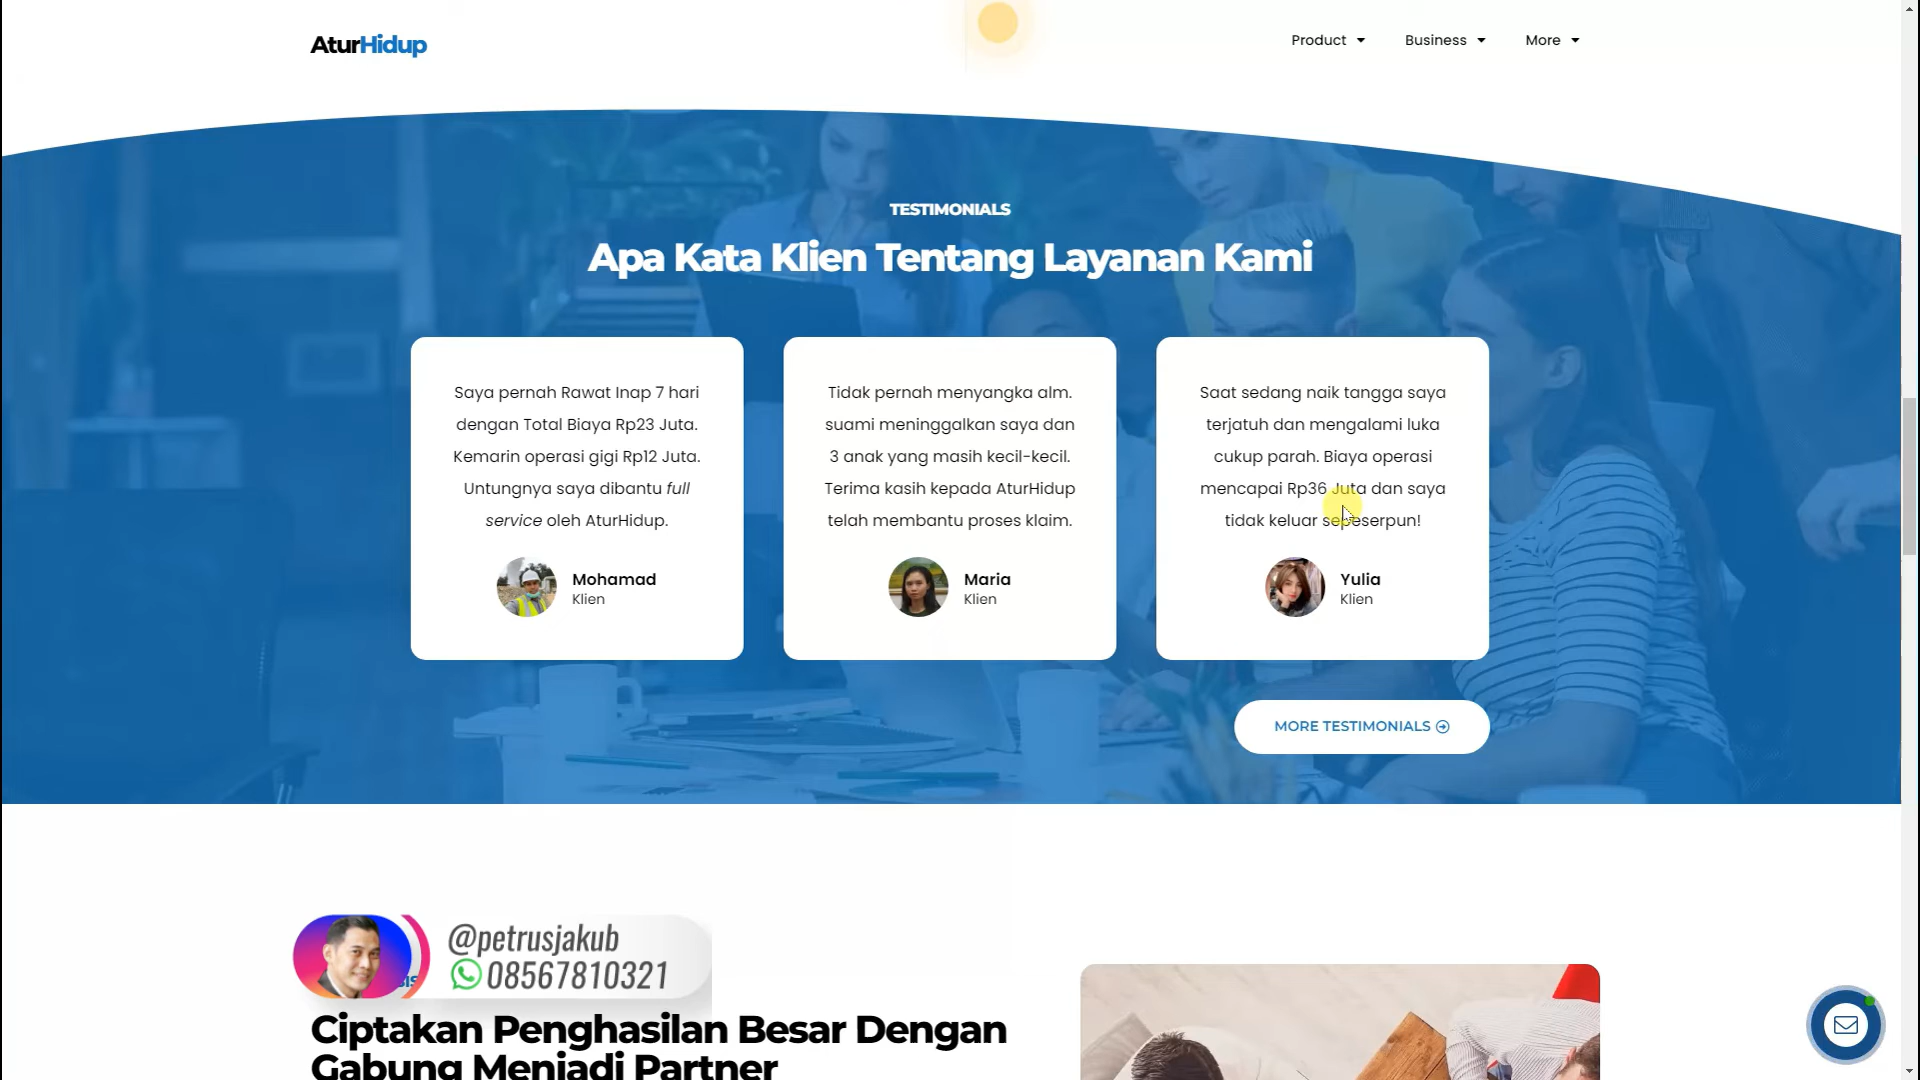 AturHidup
Product
Business
More
TESTIMONIALS
Apa Kata Klien Tentang Layanan Kami
Saya pernah Rawat Inap 7 hari
dengan Total Biaya Rp23 Juta.
Kemarin operasi gigi Rp12 Juta.
Untungnya saya dibantu full
service oleh AturHidup.
Mohamad
Klien
Tidak pernah menyangka alm.
suami meninggalkan saya dan
3 anak yang masih kecil-kecil.
Terima kasih kepada AturHidup
telah membantu proses klaim.
Maria
Klien
Saat sedang naik tangga saya
terjatuh dan mengalami luka
cukup parah. Biaya operasi
mencapai Rp36 Juta dan saya
tidak keluar sepeserpun!
Yulia
Klien
MORE TESTIMONIALS
@petrusjakub
08567810321
Ciptakan Penghasilan Besar Dengan
Gabung Menjadi Partner